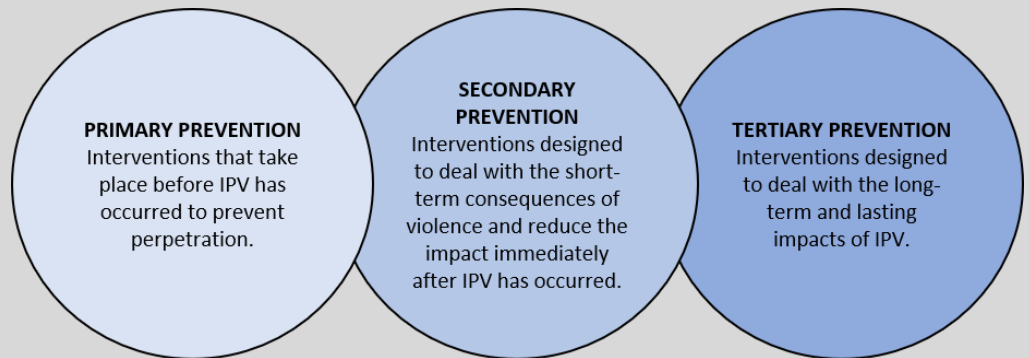 PRIMARY PREVENTION
Interventions that take
place before IPV has
occurred to prevent
perpetration.
SECONDARY
PREVENTION
Interventions designed
to deal with the short-
term consequences of
violence and reduce the
impact immediately
after IPV has occurred.
TERTIARY PREVENTION
Interventions designed
to deal with the long-
term and lasting
impacts of IPV.